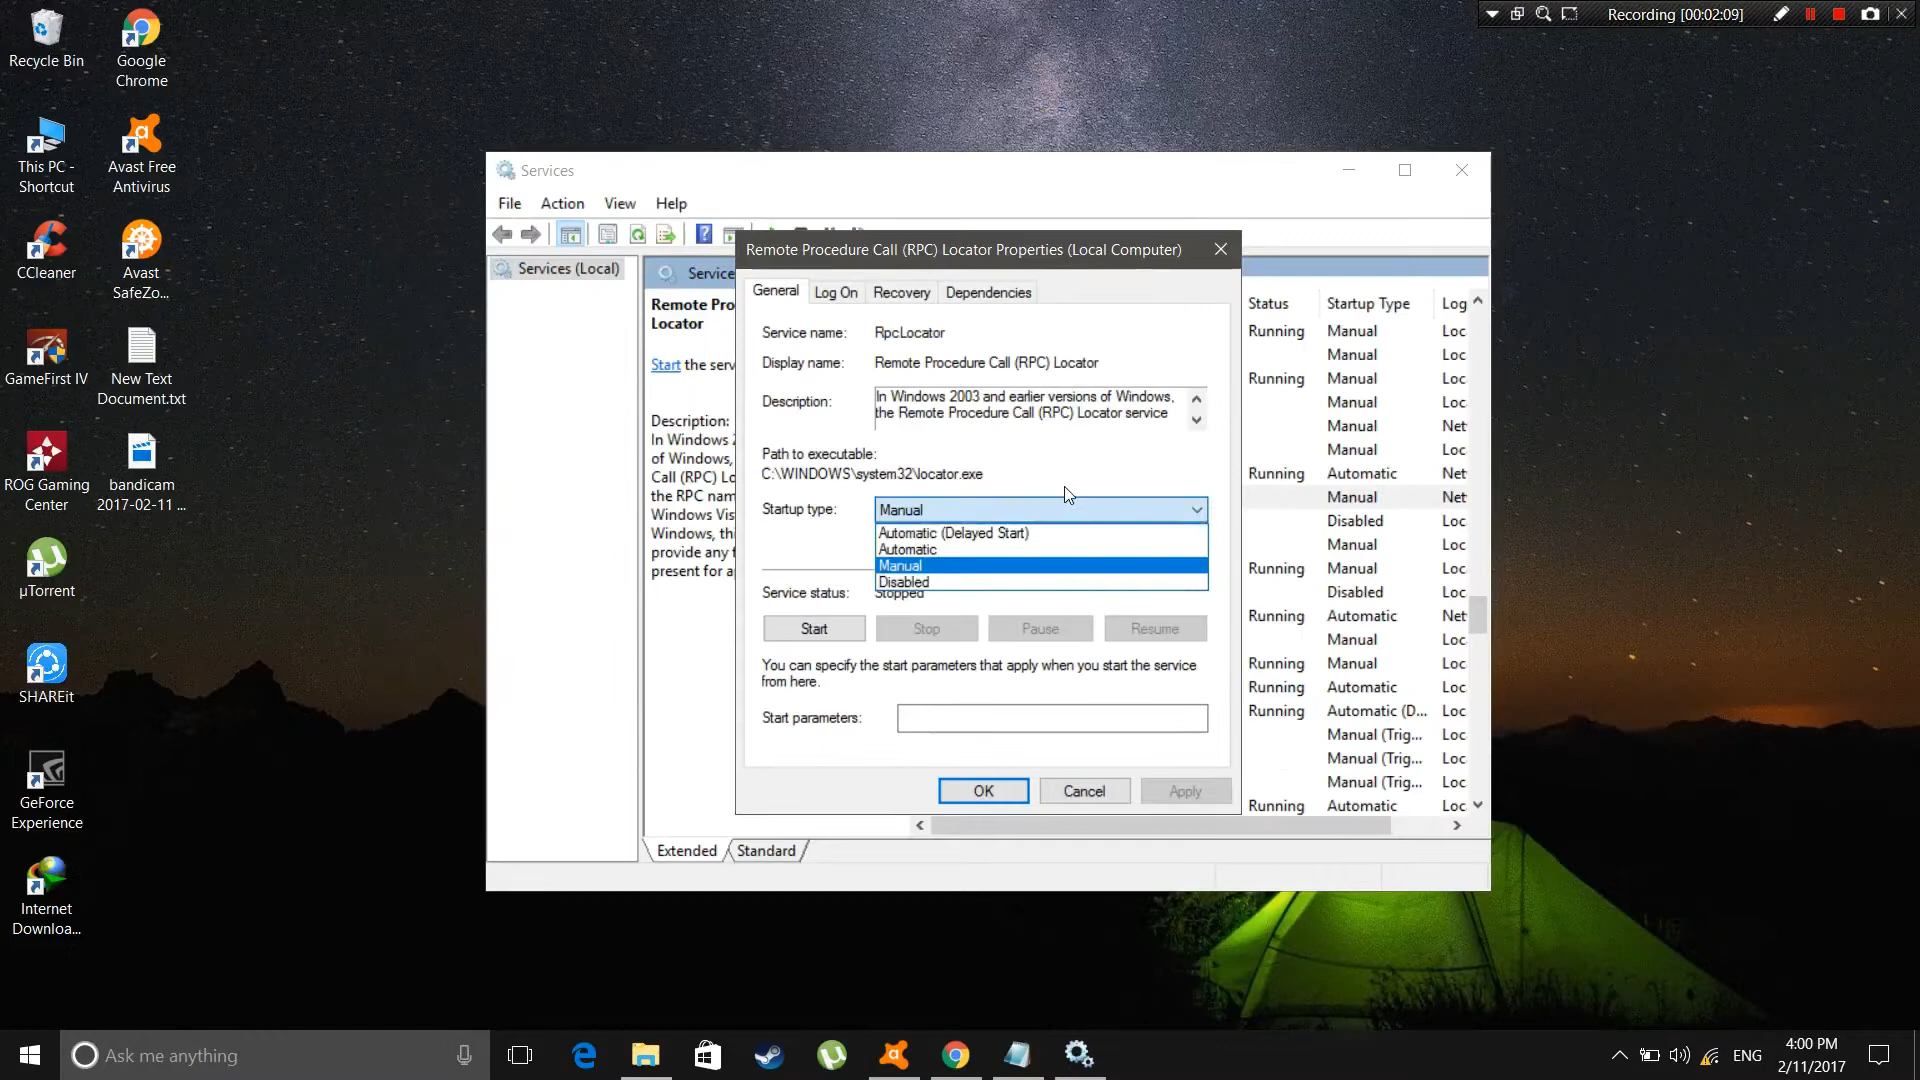 Recording [00:02:09]
Recycle Bin
Google
Chrome
This PC -
Shortcut
Avast Free
Antivirus
CCleaner
Avast
SafeZo...
GameFirst IV
New Text
Document.txt
ROG Gaming
Center
bandicam
2017-02-11 ...
µTorrent
SHAREit
GeForce
Experience
Internet
Downloa...
Services
File Action View Help
Services (Local)
Service
Remote Pro
Locator
Start the serv
Description:
In Windows 2
of Windows,
Call (RPC) Lo
the RPC nam
Windows Vis
Windows, thi
provide any f
present for a
Remote Procedure Call (RPC) Locator Properties (Local Computer)
General Log On Recovery Dependencies
Service name: RpcLocator
Display name: Remote Procedure Call (RPC) Locator
Description: In Windows 2003 and earlier versions of Windows,
the Remote Procedure Call (RPC) Locator service
Path to executable:
C:\WINDOWS\system32\locator.exe
Startup type: Manual
Automatic (Delayed Start)
Automatic
Manual
Disabled
Service status: Stopped
Start Stop Pause Resume
You can specify the start parameters that apply when you start the service
from here.
Start parameters:
OK Cancel Apply
Status Startup Type Log
Running Manual Loc
Manual Loc
Running Manual Loc
Manual Loc
Manual Net
Manual Loc
Running Automatic Net
Manual Net
Disabled Loc
Manual Loc
Running Manual Loc
Disabled Loc
Running Automatic Net
Manual Loc
Running Manual Loc
Running Automatic Loc
Running Automatic (D... Loc
Manual (Trig... Loc
Manual (Trig... Loc
Manual (Trig... Loc
Running Automatic Loc
Extended Standard
Ask me anything
ENG
4:00 PM
2/11/2017